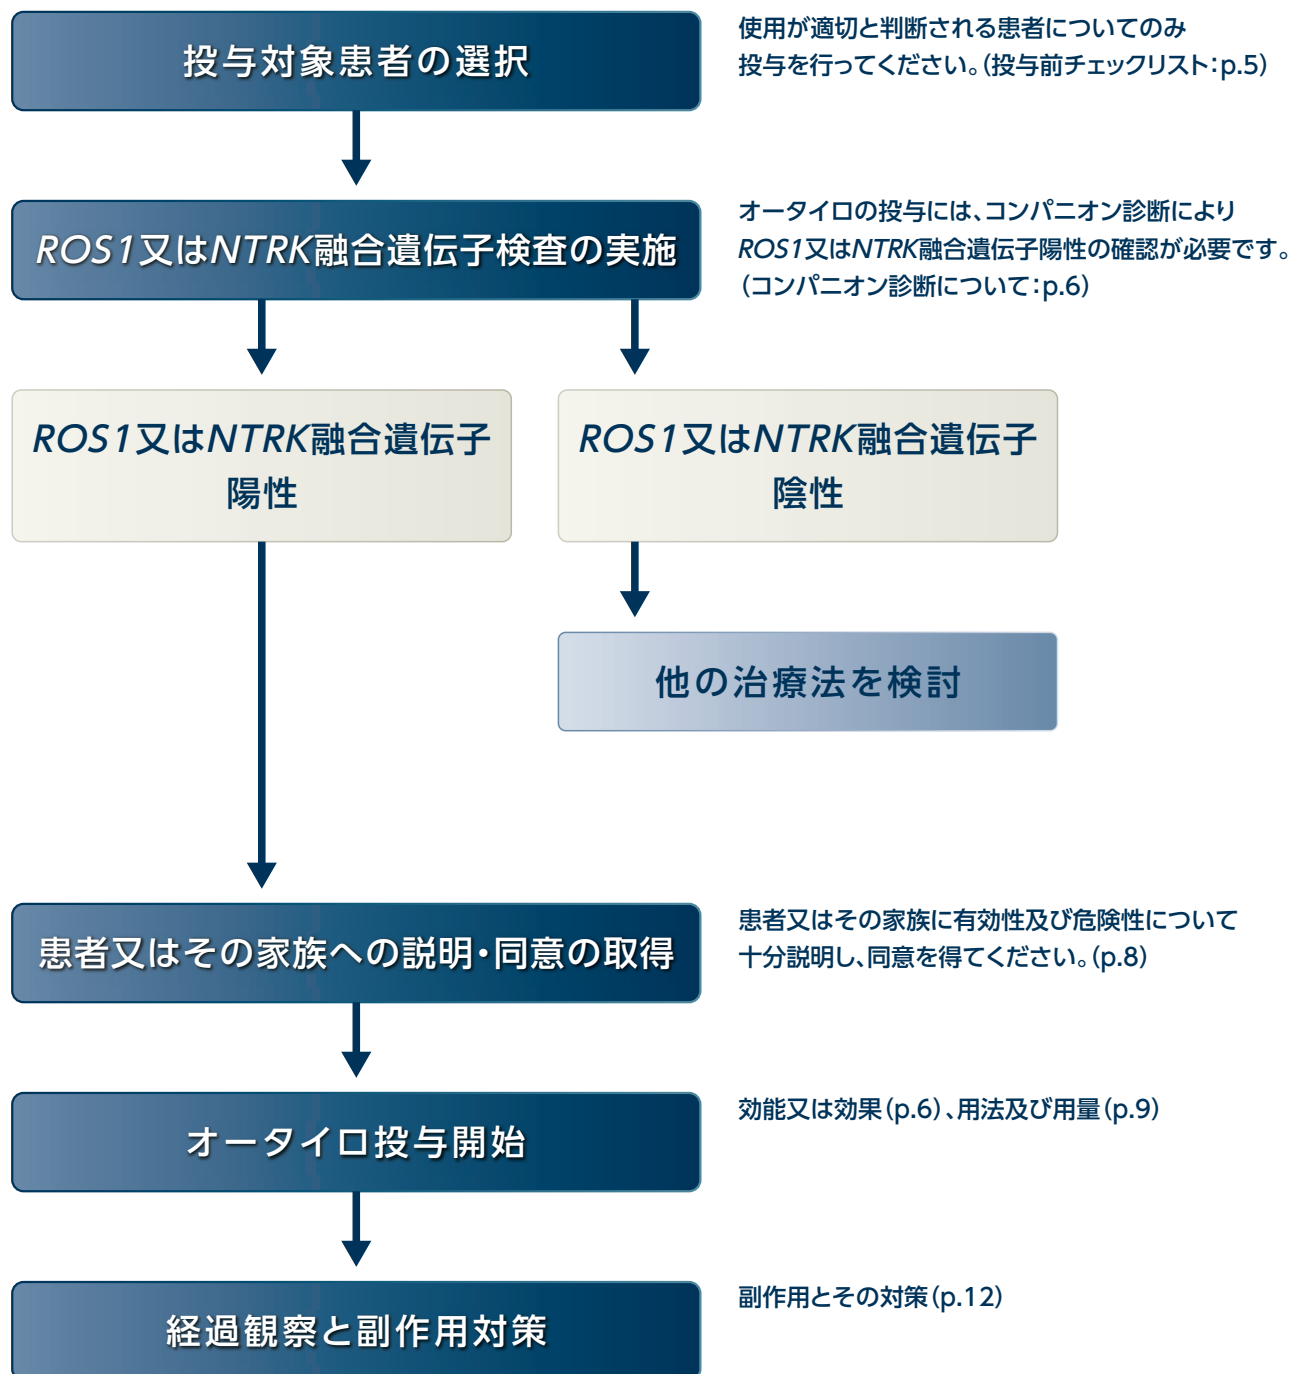 投与対象患者の選択
使用が適切と判断される患者についてのみ
投与を行ってください。(投与前チェックリスト:p.5)
ROS1又はNTRK融合遺伝子検査の実施
オータイロの投与には、コンパニオン診断により
ROS1又はNTRK融合遺伝子陽性の確認が必要です。
(コンパニオン診断について:p.6)
ROS1又はNTRK融合遺伝子
陽性
ROS1又はNTRK融合遺伝子
陰性
他の治療法を検討
患者又はその家族への説明・同意の取得
患者又はその家族に有効性及び危険性について
十分説明し、同意を得てください。(p.8)
オータイロ投与開始
効能又は効果(p.6)、用法及び用量(p.9)
経過観察と副作用対策
副作用とその対策(p.12)